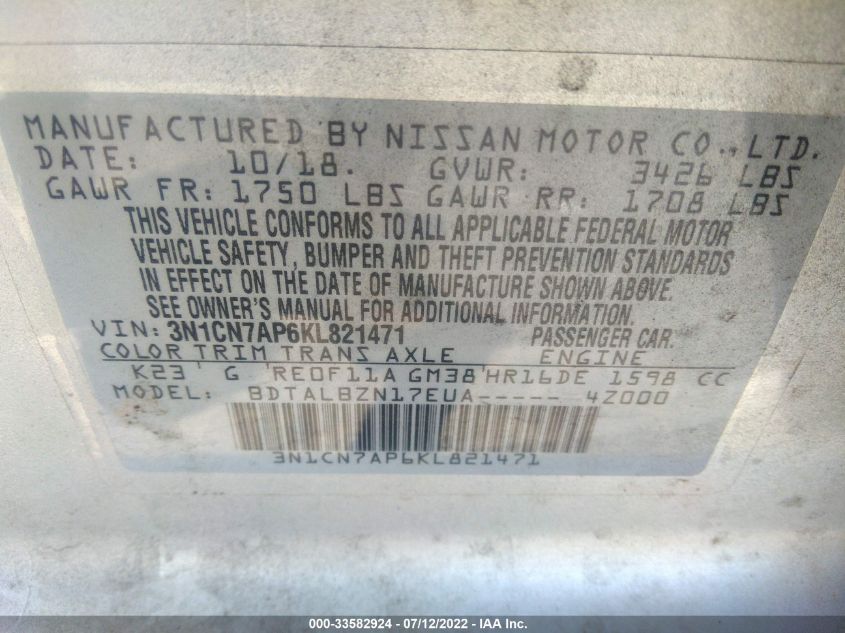 MANUFACTURED BY NISSAN MOTOR CO., LTD.
DATE: 10/18. GVWR: 3426 LBS
GAWR FR: 1750 LBS GAWR RR: 1708 LBS
THIS VEHICLE CONFORMS TO ALL APPLICABLE FEDERAL MOTOR
VEHICLE SAFETY, BUMPER AND THEFT PREVENTION STANDARDS
IN EFFECT ON THE DATE OF MANUFACTURE SHOWN ABOVE.
SEE OWNER'S MANUAL FOR ADDITIONAL INFORMATION.
VIN: 3N1CN7AP6KL821471 PASSENGER CAR.
COLOR TRIM TRANS AXLE ENGINE
K23 G RE0F11A GM38 HR16DE 1598 CC
MODEL: BDTALBZN17EUA----- 4Z000
3N1CN7AP6KL821471
000-33582924 - 07/12/2022 - IAA Inc.